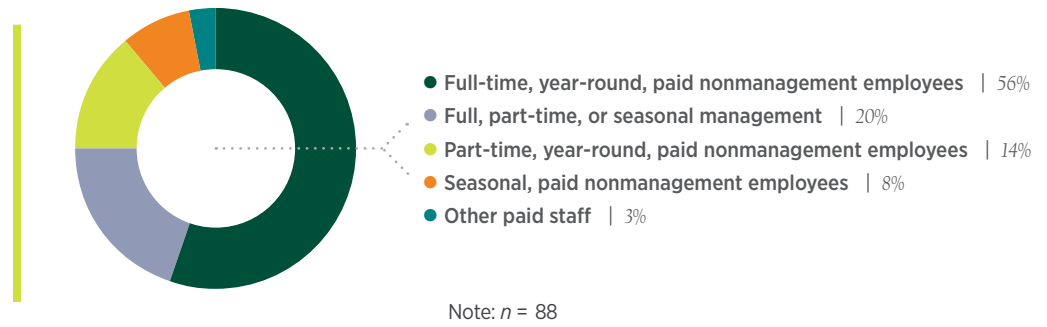 Full-time, year-round, paid nonmanagement employees | 56%
Full, part-time, or seasonal management | 20%
Part-time, year-round, paid nonmanagement employees | 14%
Seasonal, paid nonmanagement employees | 8%
Other paid staff | 3%
Note: n = 88